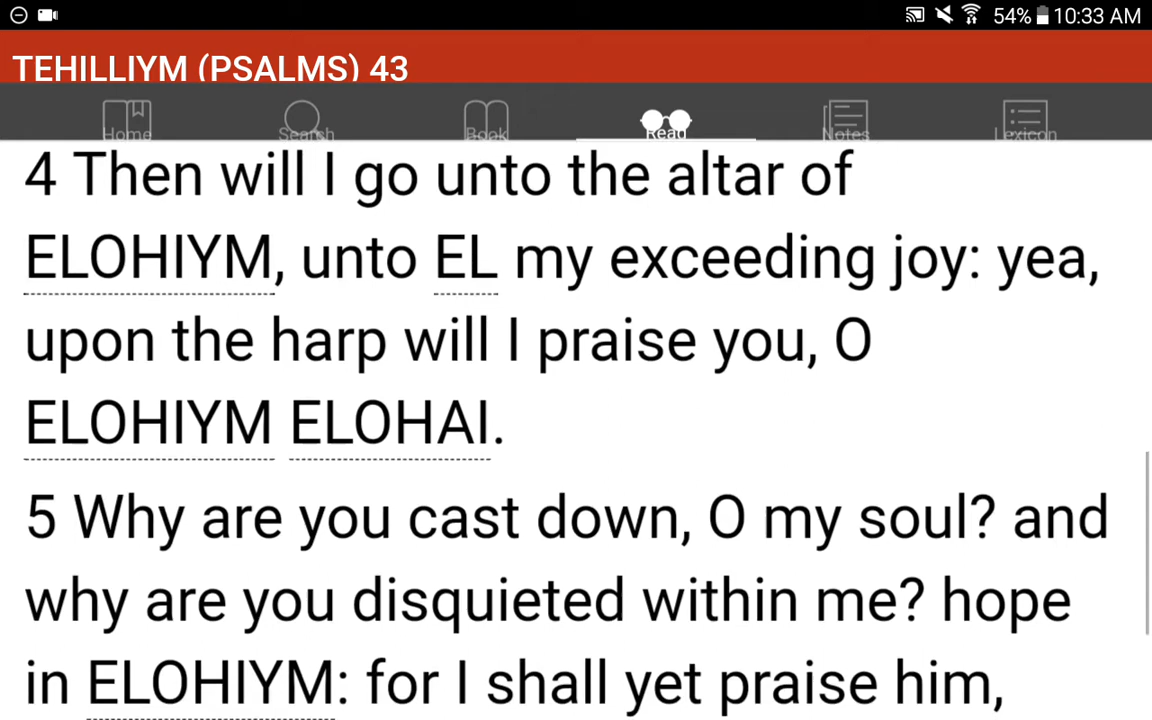 54% 10:33 AM
TEHILLIYM (PSALMS) 43
Home Search Book Read Notes Lexicon
4 Then will I go unto the altar of
ELOHIYM, unto EL my exceeding joy: yea,
upon the harp will I praise you, O
ELOHIYM ELOHAI.
5 Why are you cast down, O my soul? and
why are you disquieted within me? hope
in ELOHIYM: for I shall yet praise him,